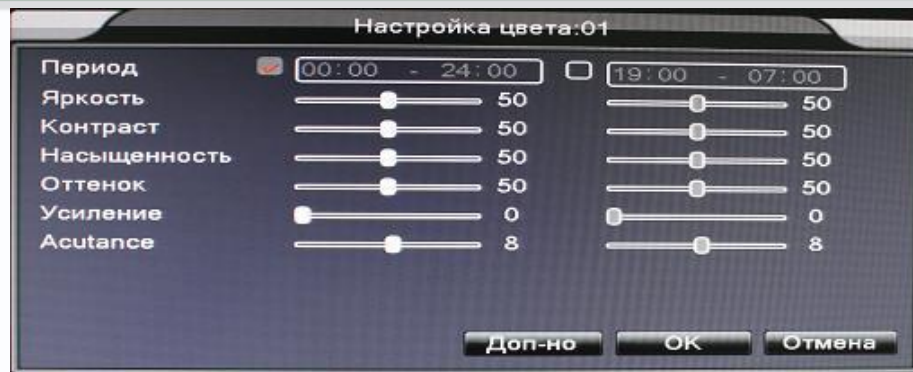 Настройка цвета:01
Период 00:00 - 24:00 19:00 - 07:00
Яркость 50 50
Контраст 50 50
Насыщенность 50 50
Оттенок 50 50
Усиление 0 0
Acutance 8 8
Доп-но OK Отмена